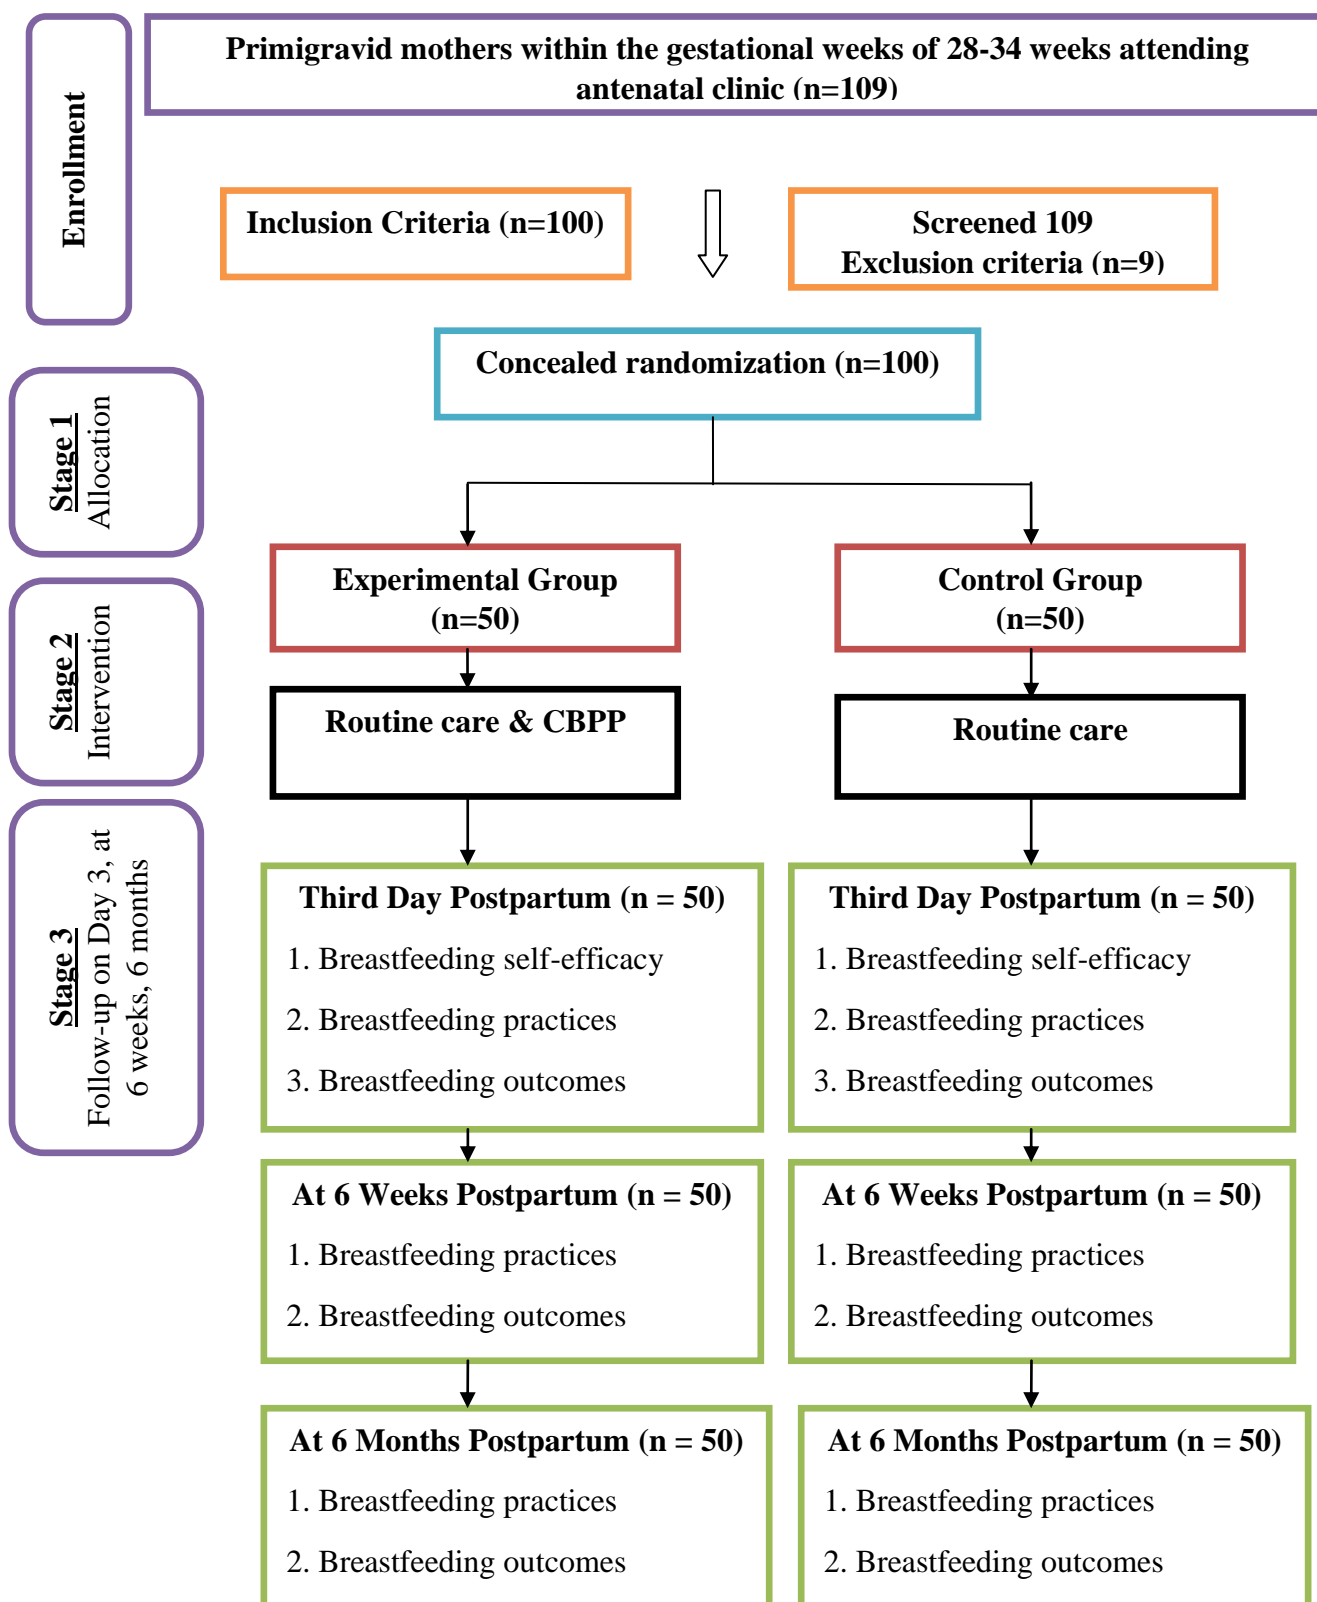 Enrollment
Primigravid mothers within the gestational weeks of 28-34 weeks attending
antenatal clinic (n=109)
Inclusion Criteria (n=100)
Screened 109
Exclusion criteria (n=9)
Concealed randomization (n=100)
Stage 1
Allocation
Experimental Group
(n=50)
Control Group
(n=50)
Stage 2
Intervention
Routine care & CBPP
Routine care
Stage 3
Follow-up on Day 3, at
6 weeks, 6 months
Third Day Postpartum (n = 50)
1. Breastfeeding self-efficacy
2. Breastfeeding practices
3. Breastfeeding outcomes
Third Day Postpartum (n = 50)
1. Breastfeeding self-efficacy
2. Breastfeeding practices
3. Breastfeeding outcomes
At 6 Weeks Postpartum (n = 50)
1. Breastfeeding practices
2. Breastfeeding outcomes
At 6 Weeks Postpartum (n = 50)
1. Breastfeeding practices
2. Breastfeeding outcomes
At 6 Months Postpartum (n = 50)
1. Breastfeeding practices
2. Breastfeeding outcomes
At 6 Months Postpartum (n = 50)
1. Breastfeeding practices
2. Breastfeeding outcomes